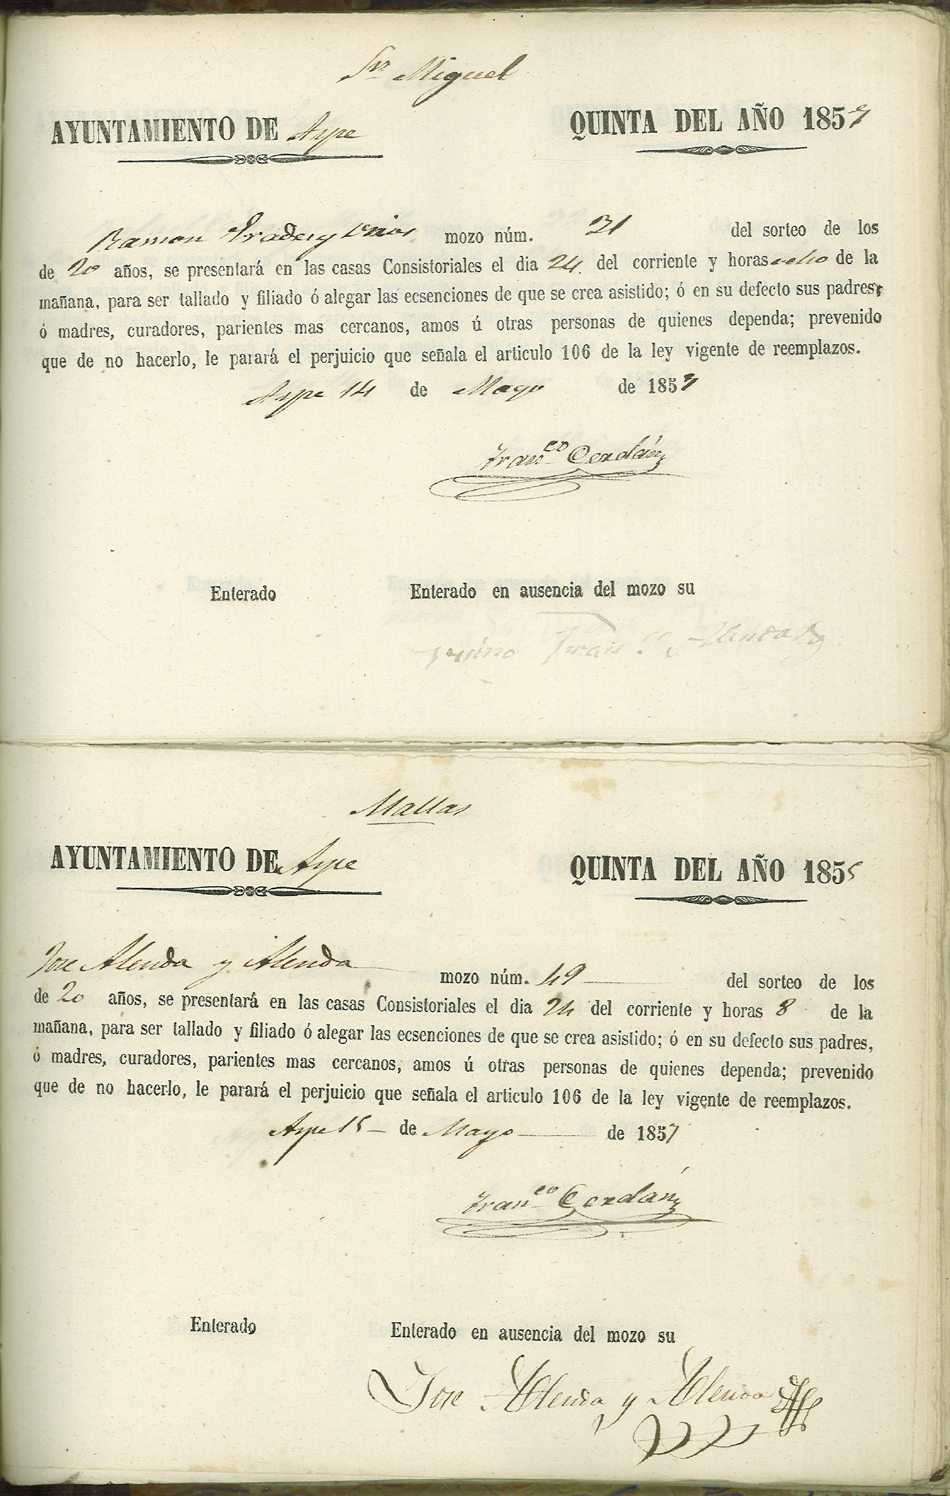 Sn Miguel
AYUNTAMIENTO DE Aspe QUINTA DEL AÑO 1857
Ramon Prades y mozo núm. 31 del sorteo de los
de 20 años, se presentará en las casas Consistoriales el dia 24 del corriente y horas ocho de la
mañana, para ser tallado y filiado ó alegar las ecsenciones de que se crea asistido; ó en su defecto sus padres,
ó madres, curadores, parientes mas cercanos, amos ú otras personas de quienes dependa; prevenido
que de no hacerlo, le parará el perjuicio que señala el articulo 106 de la ley vigente de reemplazos.
Aspe 14 de Mayo de 1857
Franco Cerdán
Enterado Enterado en ausencia del mozo su
Franco Alenda
Mallas
AYUNTAMIENTO DE Aspe QUINTA DEL AÑO 185
Jose Alenda y Alenda mozo núm. 49 del sorteo de los
de 20 años, se presentará en las casas Consistoriales el dia 24 del corriente y horas 8 de la
mañana, para ser tallado y filiado ó alegar las ecsenciones de que se crea asistido; ó en su defecto sus padres,
ó madres, curadores, parientes mas cercanos, amos ú otras personas de quienes dependa; prevenido
que de no hacerlo, le parará el perjuicio que señala el articulo 106 de la ley vigente de reemplazos.
Aspe 15 de Mayo de 1857
Franco Cerdán
Enterado Enterado en ausencia del mozo su
Jose Alenda y Alenda